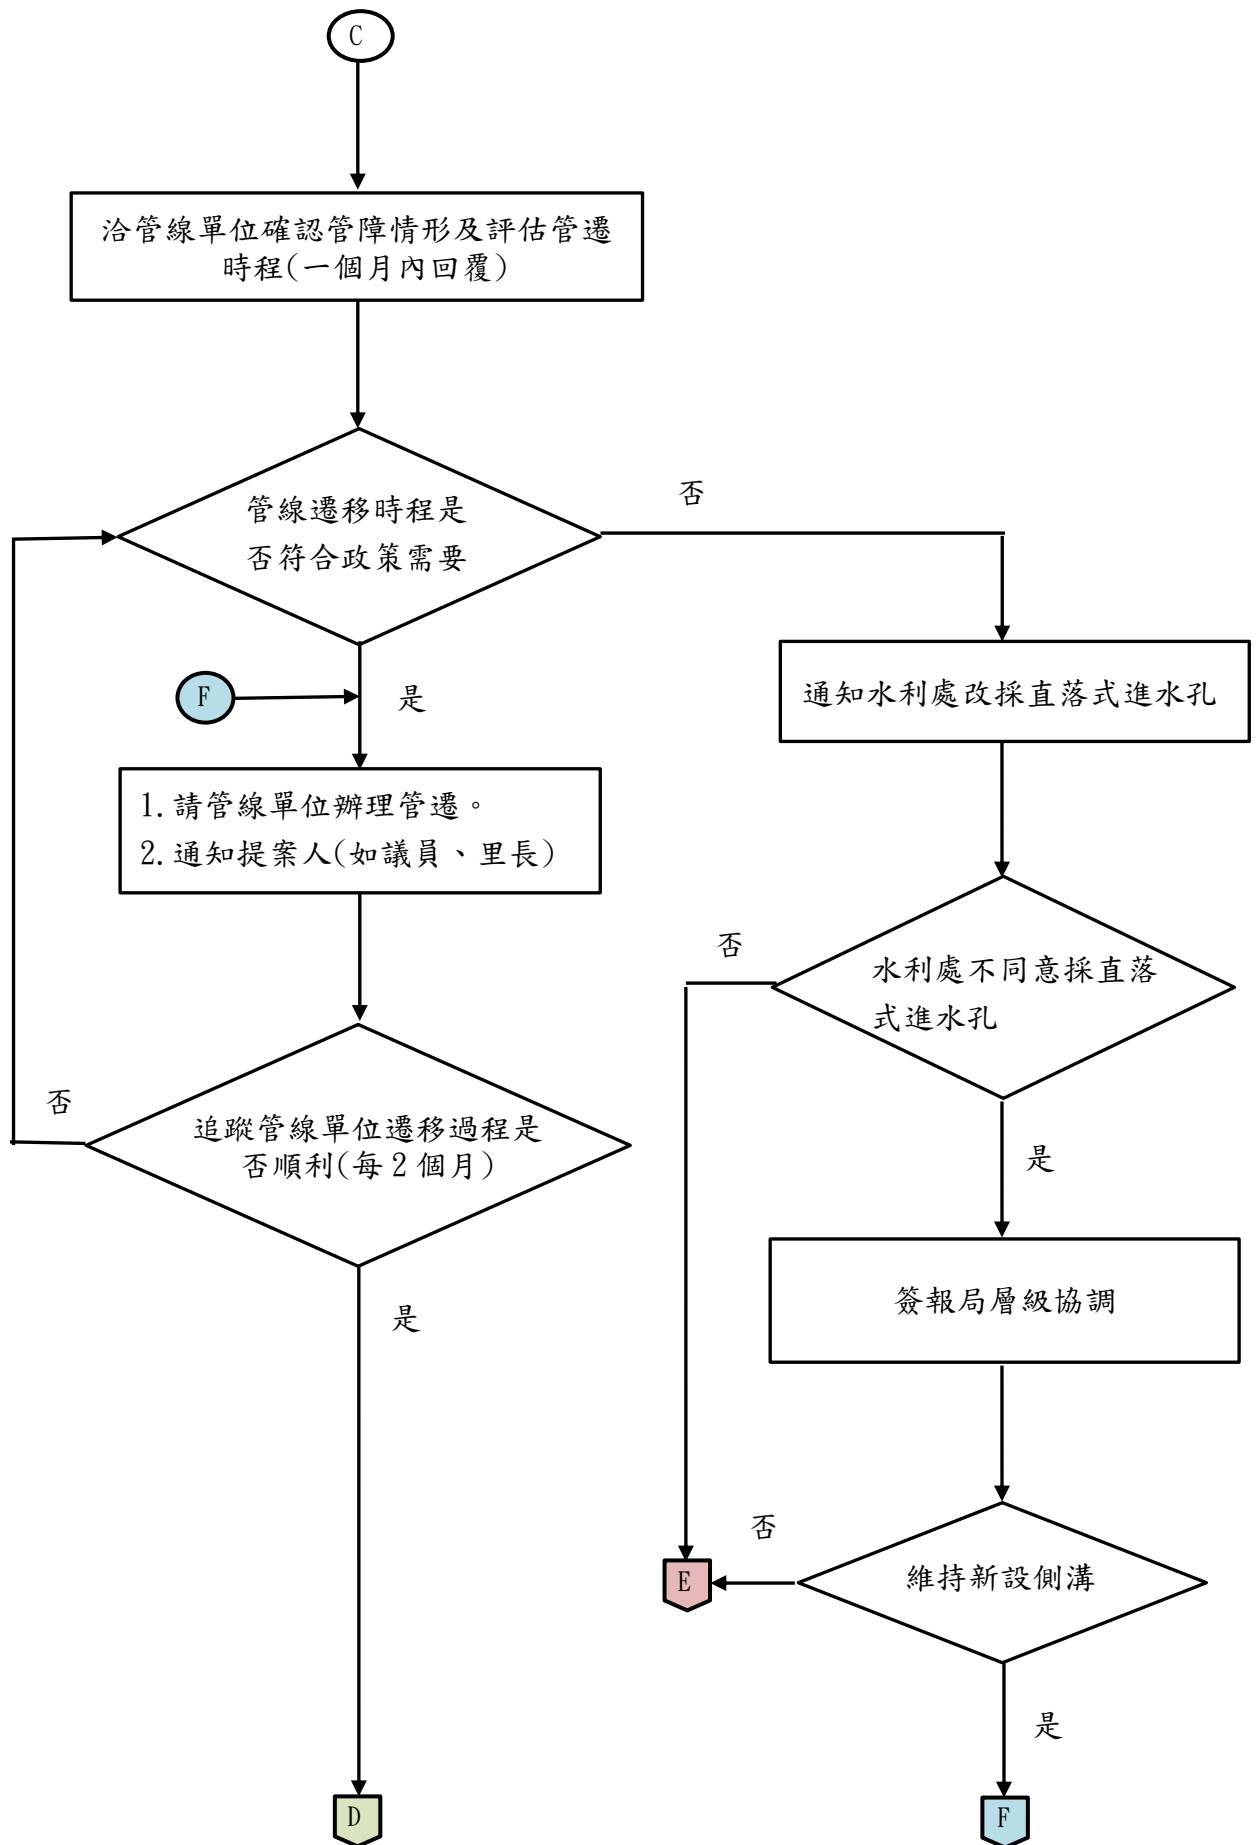 C
洽管線單位確認管障情形及評估管遷
時程(一個月內回覆)
管線遷移時程是
否符合政策需要
否
F
是
通知水利處改採直落式進水孔
1.請管線單位辦理管遷。
2.通知提案人(如議員、里長)
否
水利處不同意採直落
式進水孔
否
追蹤管線單位遷移過程是
否順利(每2個月)
是
簽報局層級協調
是
否
E
維持新設側溝
是
D
F